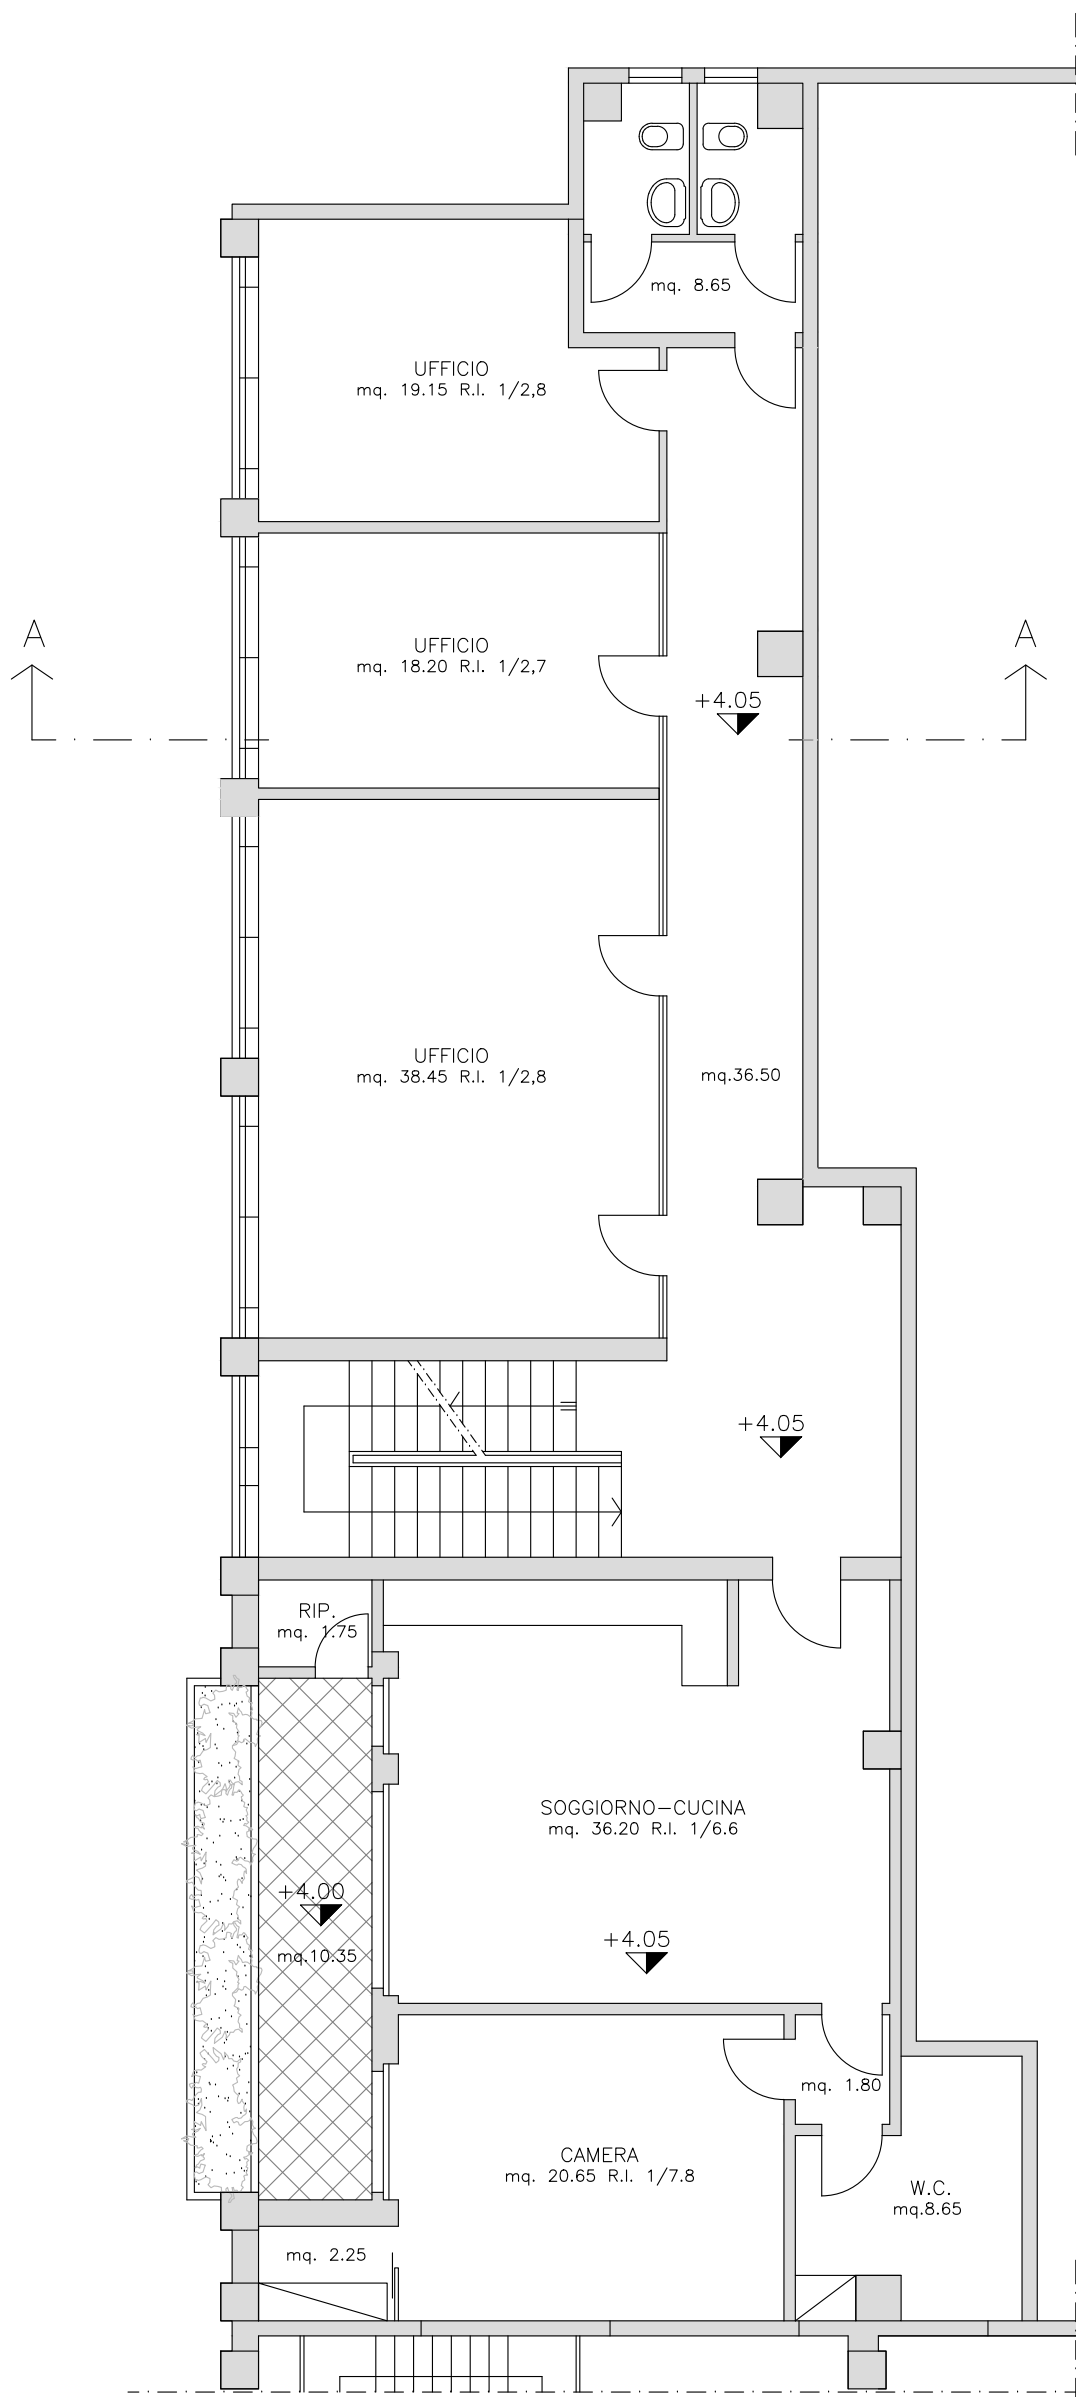 mq. 8.65
UFFICIO
mq. 19.15 R.I. 1/2,8
A
A
UFFICIO
mq. 18.20 R.I. 1/2,7
+4.05
UFFICIO
mq. 38.45 R.I. 1/2,8
mq.36.50
+4.05
RIP.
mq. 1.75
SOGGIORNO-CUCINA
mq. 36.20 R.I. 1/6.6
+4.00
+4.05
mq.10.35
mq. 1.80
CAMERA
mq. 20.65 R.I. 1/7.8
W.C.
mq.8.65
mq. 2.25